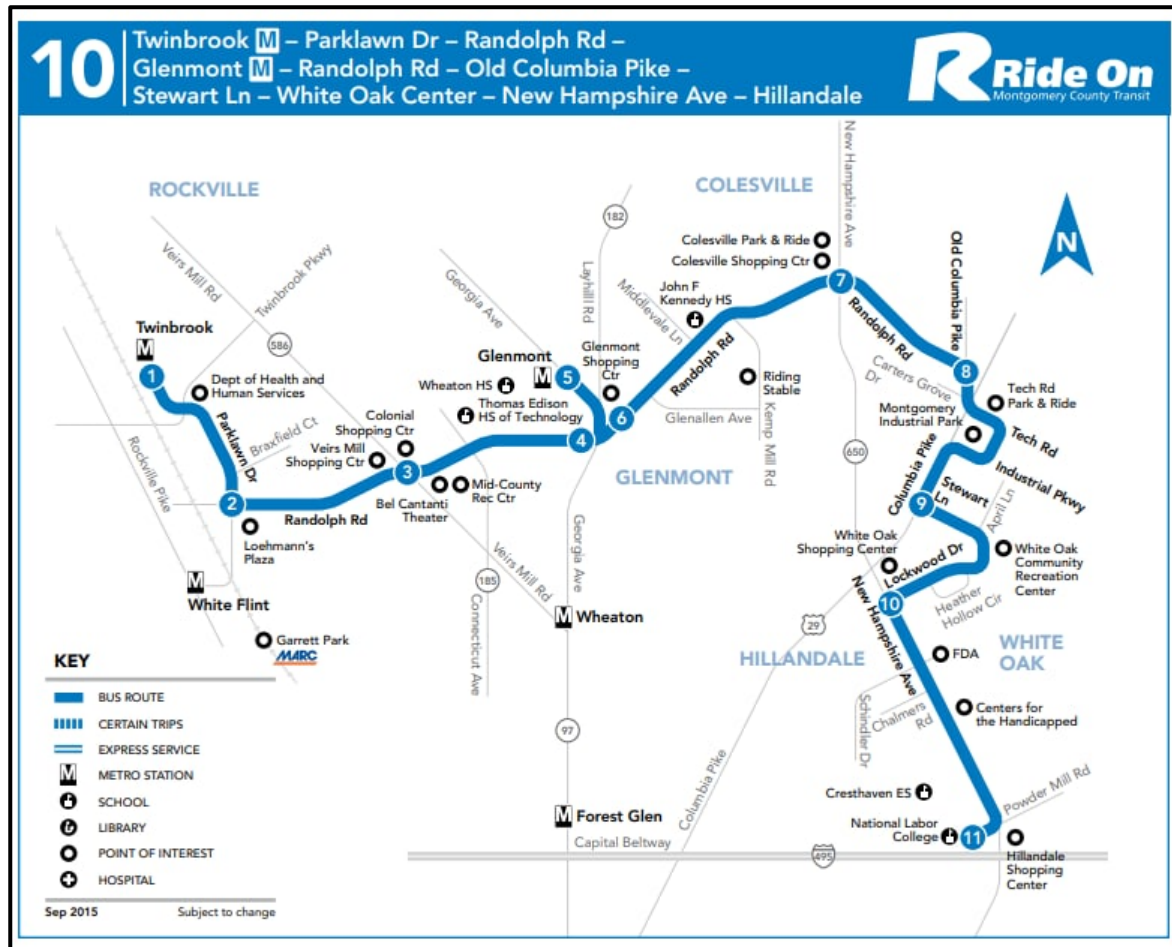 10
Twinbrook M – Parklawn Dr – Randolph Rd –
Glenmont M – Randolph Rd – Old Columbia Pike –
Stewart Ln – White Oak Center – New Hampshire Ave – Hillandale
R Ride On
Montgomery County Transit
ROCKVILLE
COLESVILLE
New Hampshire Ave
182
Veirs Mill Rd
Twinbrook Pkwy
Georgia Ave
Layhill Rd
Colesville Park & Ride
Colesville Shopping Ctr
Old Columbia Pike
N
John F
Kennedy HS
Middlevale Ln
7
Randolph Rd
Twinbrook
M
586
Glenmont
M
Glenmont
Shopping
Ctr
Randolph Rd
1
5
8
Dept of Health and
Human Services
Wheaton HS
Thomas Edison
HS of Technology
Riding
Stable
Carters Grove
Dr
Tech Rd
Park & Ride
Parklawn Dr
Braxfield Ct
Colonial
Shopping Ctr
Veirs Mill
Shopping Ctr
6
4
Glenallen Ave
Kemp Mill Rd
Montgomery
Industrial Park
Tech Rd
650
Rockville Pike
3
GLENMONT
Columbia Pike
Industrial Pkwy
2
Randolph Rd
Bel Cantanti
Theater
Mid-County
Rec Ctr
9
Stewart
Ln
April Ln
Loehmann's
Plaza
Georgia Ave
White Oak
Shopping Center
Lockwood Dr
White Oak
Community
Recreation
Center
M
White Flint
Veirs Mill Rd
185
Connecticut Ave
M
Wheaton
10
Heather
Hollow Cir
29
Garrett Park
MARC
New Hampshire Ave
HILLANDALE
WHITE
OAK
FDA
KEY
BUS ROUTE
CERTAIN TRIPS
EXPRESS SERVICE
M
METRO STATION
SCHOOL
LIBRARY
POINT OF INTEREST
HOSPITAL
Sep 2015
Subject to change
97
Schindler Dr
Chalmers
Rd
Centers for
the Handicapped
Columbia Pike
Cresthaven ES
Powder Mill Rd
M
Forest Glen
National Labor
College
11
Capital Beltway
495
Hillandale
Shopping
Center